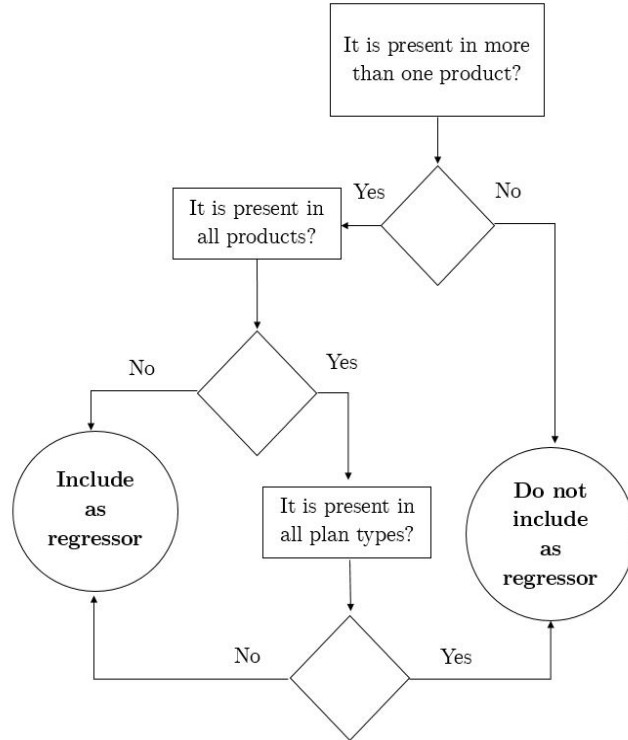 It is present in more
than one product?
Yes
No
It is present in
all products?
No
Yes
Include
as
regressor
It is present in
all plan types?
Do not
include
as
regressor
No
Yes